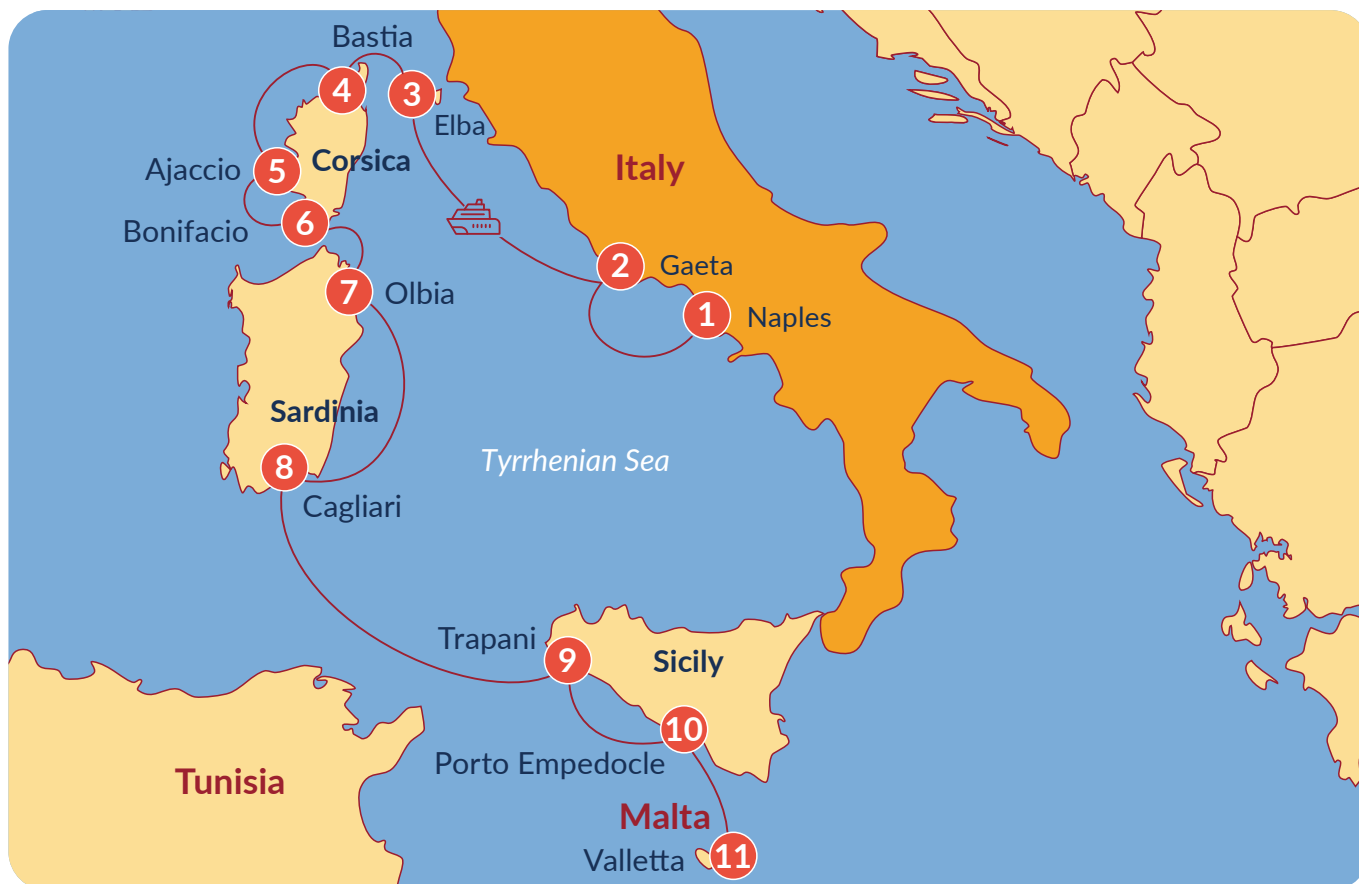 Bastia
4
3
Elba
Ajaccio
5
Corsica
Italy
Bonifacio
6
2
Gaeta
7
Olbia
1
Naples
Sardinia
8
Cagliari
Tyrrhenian Sea
Trapani
9
Sicily
10
Porto Empedocle
Tunisia
Malta
Valletta
11